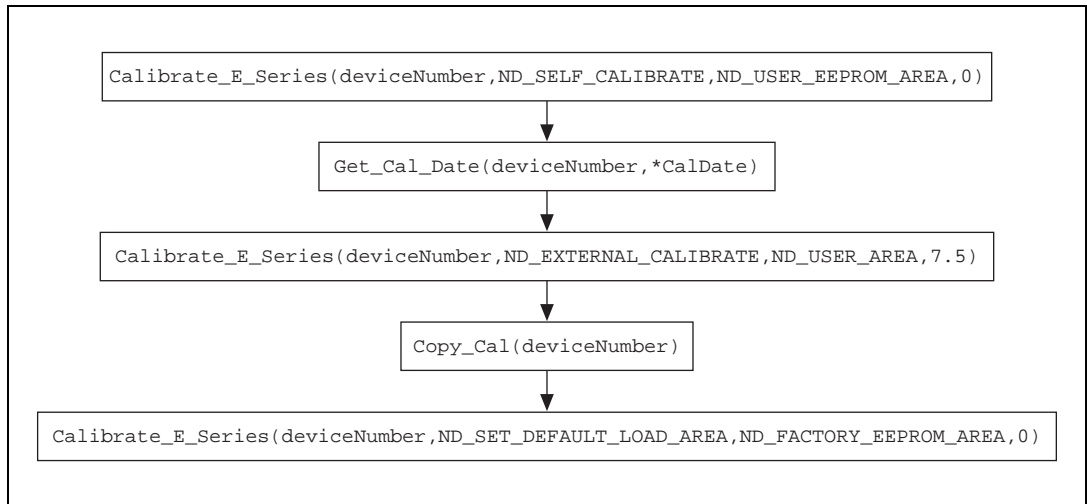 Calibrate_E_Series(deviceNumber,ND_SELF_CALIBRATE,ND_USER_EEPROM_AREA,0)
Get_Cal_Date(deviceNumber,*CalDate)
Calibrate_E_Series(deviceNumber,ND_EXTERNAL_CALIBRATE,ND_USER_AREA,7.5)
Copy_Cal(deviceNumber)
Calibrate_E_Series(deviceNumber,ND_SET_DEFAULT_LOAD_AREA,ND_FACTORY_EEPROM_AREA,0)